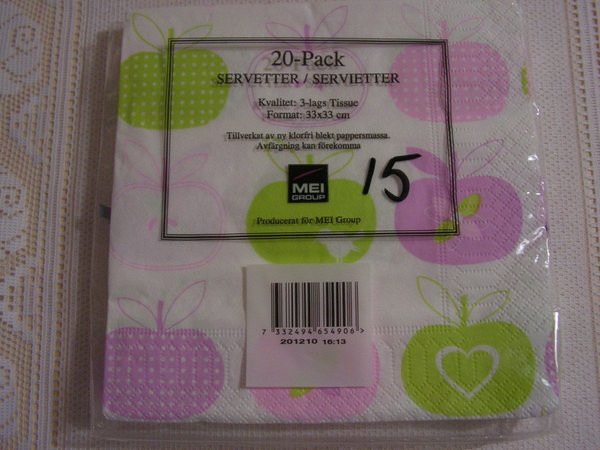 20-Pack
SERVETTER / SERVIETTER
Kvalitet: 3-lags Tissue
Format: 33x33 cm
Tillverkat av ny klorfri blekt pappersmassa.
Avfärgning kan förekomma
MEI
GROUP
15
Producerat för MEI Group
7 332494 654906 >
201210 16:13